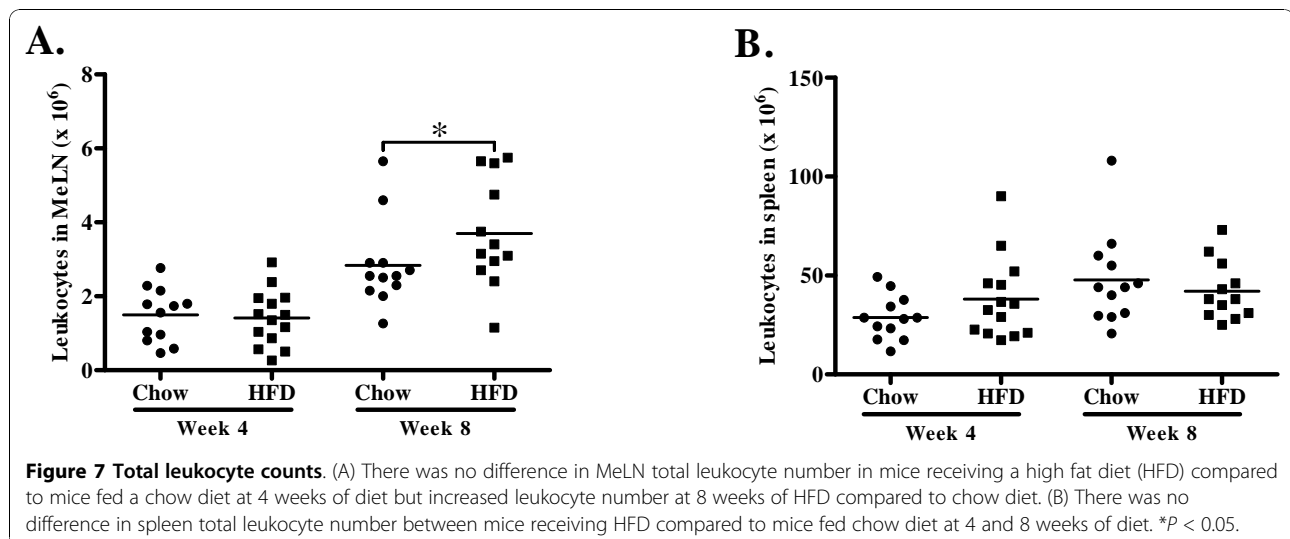 A.
Leukocytes in MeLN (x 10^6)
8
6
4
2
0
*
Chow
HFD
Chow
HFD
Week 4
Week 8
B.
Leukocytes in spleen (x 10^6)
150
100
50
0
Chow
HFD
Chow
HFD
Week 4
Week 8
Figure 7 Total leukocyte counts. (A) There was no difference in MeLN total leukocyte number in mice receiving a high fat diet (HFD) compared
to mice fed a chow diet at 4 weeks of diet but increased leukocyte number at 8 weeks of HFD compared to chow diet. (B) There was no
difference in spleen total leukocyte number between mice receiving HFD compared to mice fed chow diet at 4 and 8 weeks of diet. *P < 0.05.